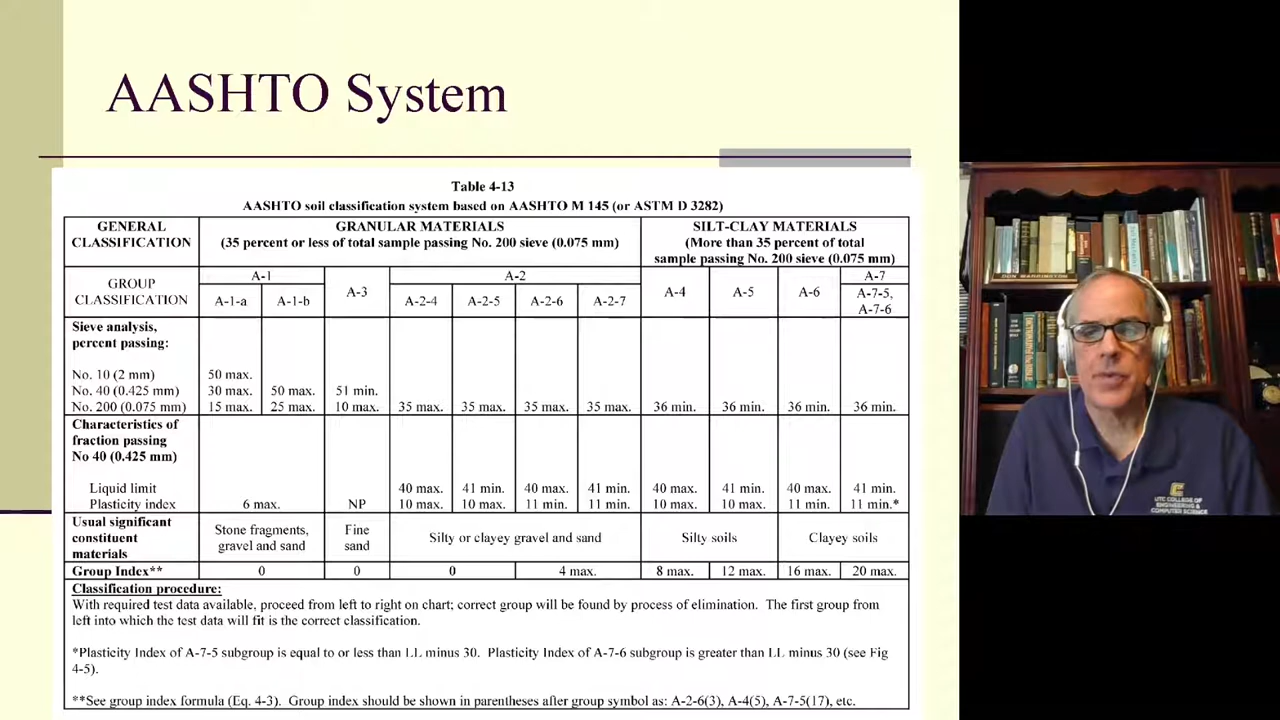 AASHTO System
Table 4-13
AASHTO soil classification system based on AASHTO M 145 (or ASTM D 3282)
GENERAL CLASSIFICATION
GRANULAR MATERIALS
(35 percent or less of total sample passing No. 200 sieve (0.075 mm)
SILT-CLAY MATERIALS
(More than 35 percent of total
sample passing No. 200 sieve (0.075 mm)
GROUP CLASSIFICATION
A-1 A-3 A-2 A-4 A-5 A-6 A-7
A-1-a A-1-b A-2-4 A-2-5 A-2-6 A-2-7 A-7-5,
A-7-6
Sieve analysis,
percent passing:
No. 10 (2 mm) 50 max.
No. 40 (0.425 mm) 30 max. 50 max. 51 min.
No. 200 (0.075 mm) 15 max. 25 max. 10 max. 35 max. 35 max. 35 max. 35 max. 36 min. 36 min. 36 min. 36 min.
Characteristics of
fraction passing
No 40 (0.425 mm)
Liquid limit 40 max. 41 min. 40 max. 41 min. 40 max. 41 min. 40 max. 41 min.
Plasticity index 6 max. NP 10 max. 10 max. 11 min. 11 min. 10 max. 10 max. 11 min. 11 min.*
Usual significant
constituent
materials
Stone fragments,
gravel and sand
Fine
sand
Silty or clayey gravel and sand
Silty soils
Clayey soils
Group Index** 0 0 0 4 max. 8 max. 12 max. 16 max. 20 max.
Classification procedure:
With required test data available, proceed from left to right on chart; correct group will be found by process of elimination. The first group from
left into which the test data will fit is the correct classification.
*Plasticity Index of A-7-5 subgroup is equal to or less than LL minus 30. Plasticity Index of A-7-6 subgroup is greater than LL minus 30 (see Fig
4-5).
**See group index formula (Eq. 4-3). Group index should be shown in parentheses after group symbol as: A-2-6(3), A-4(5), A-7-5(17), etc.
UTC COLLEGE OF
ENGINEERING &
COMPUTER SCIENCE